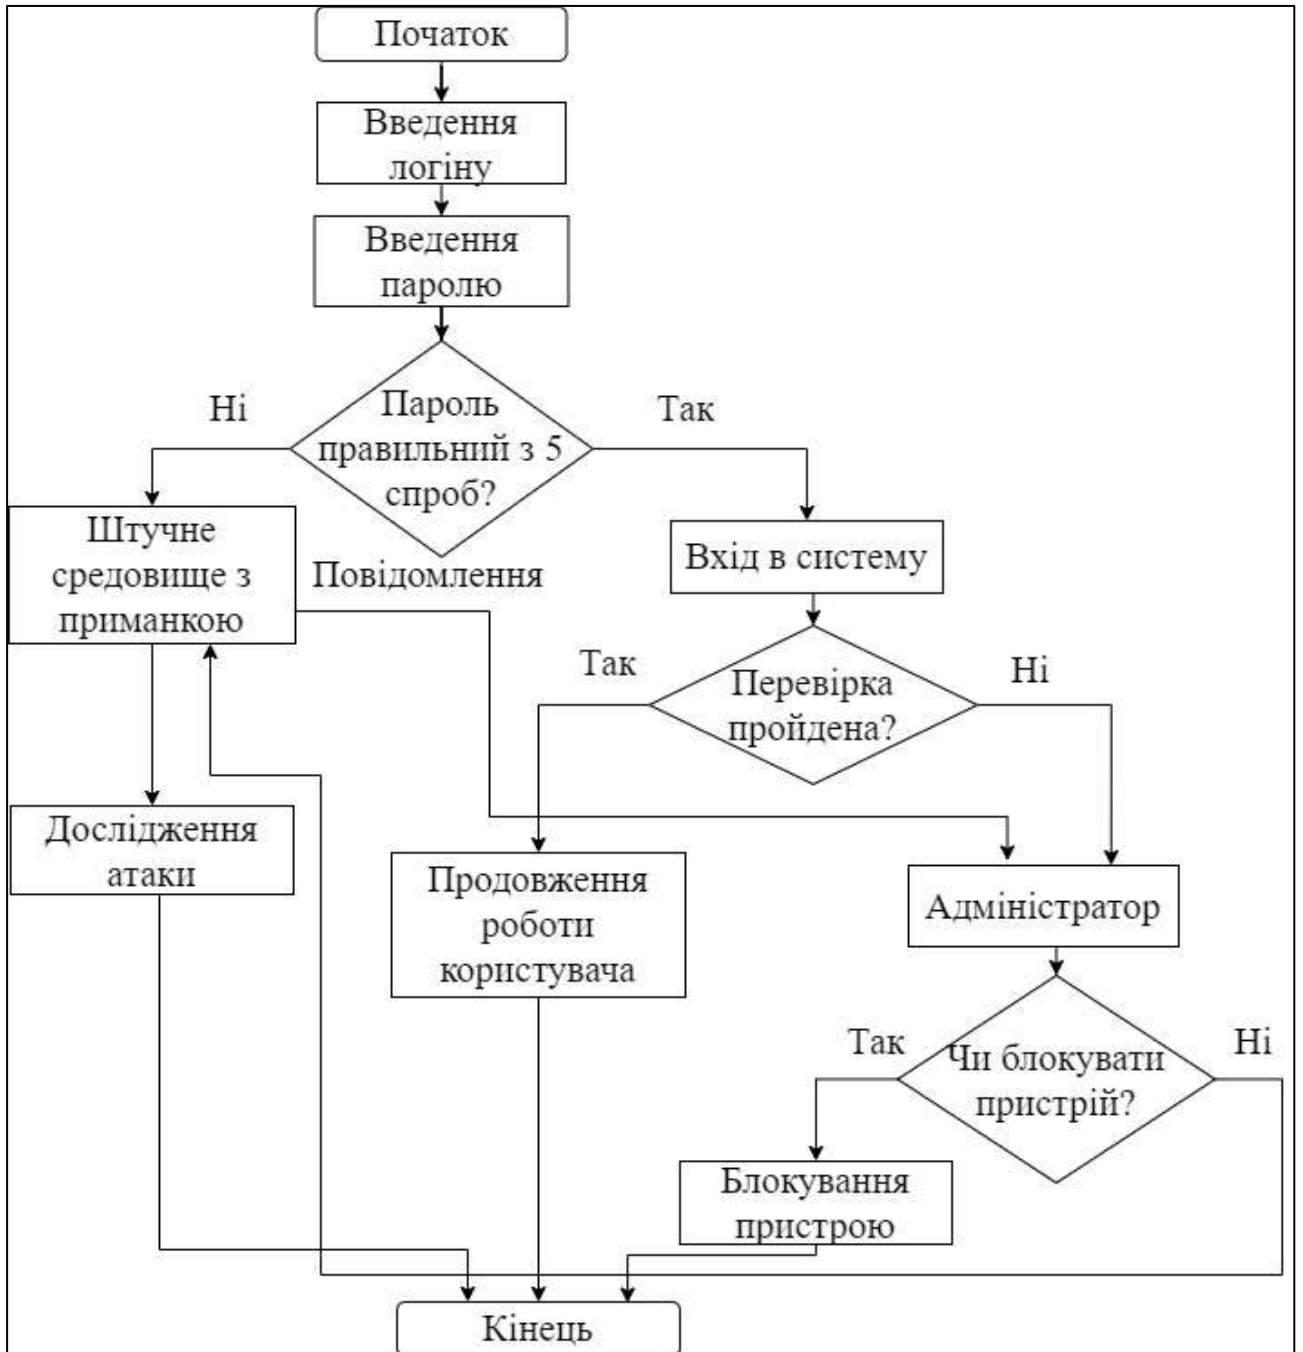 Початок
Введення
логіну
Введення
паролю
Ні
Пароль
правильний з 5
спроб?
Так
Штучне
средовище з
приманкою
Повідомлення
Вхід в систему
Так
Перевірка
пройдена?
Ні
Дослідження
атаки
Продовження
роботи
користувача
Адміністратор
Так
Чи блокувати
пристрій?
Ні
Блокування
пристрою
Кінець